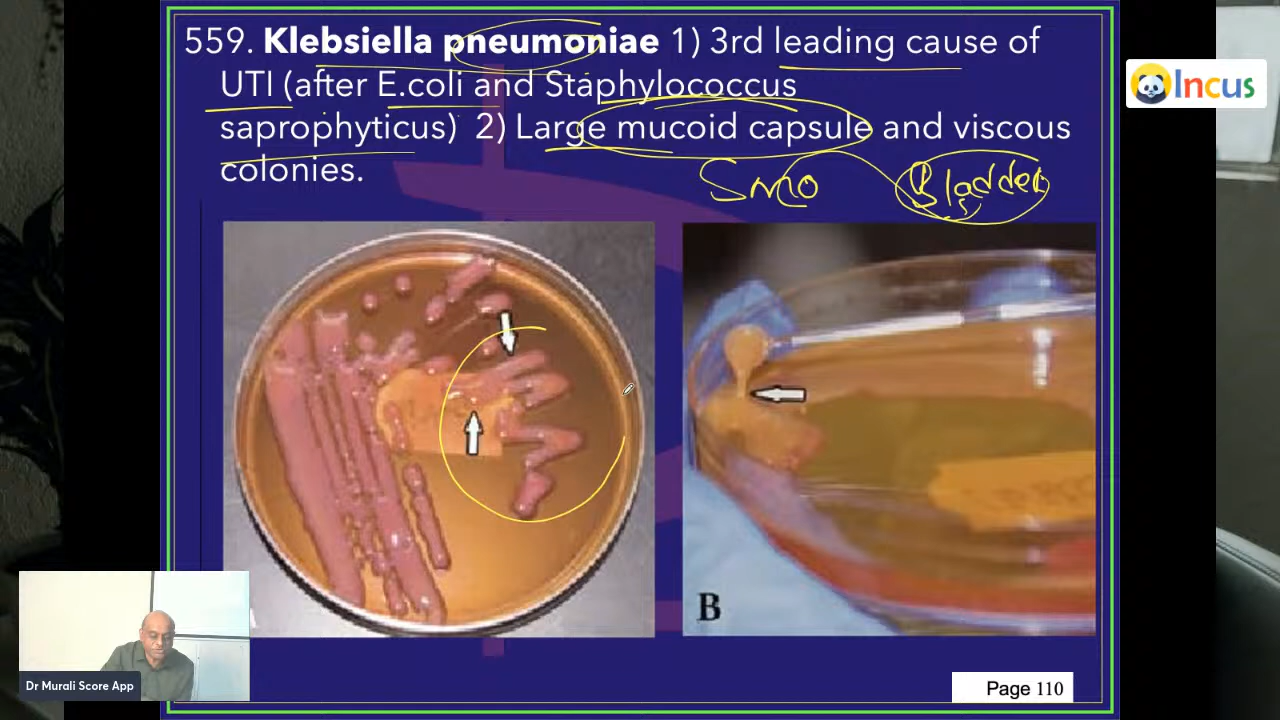 559. Klebsiella pneumoniae 1) 3rd leading cause of
UTI (after E.coli and Staphylococcus
saprophyticus) 2) Large mucoid capsule and viscous
colonies.
Incus
Bladder
B
Dr Murali Score App
Page 110